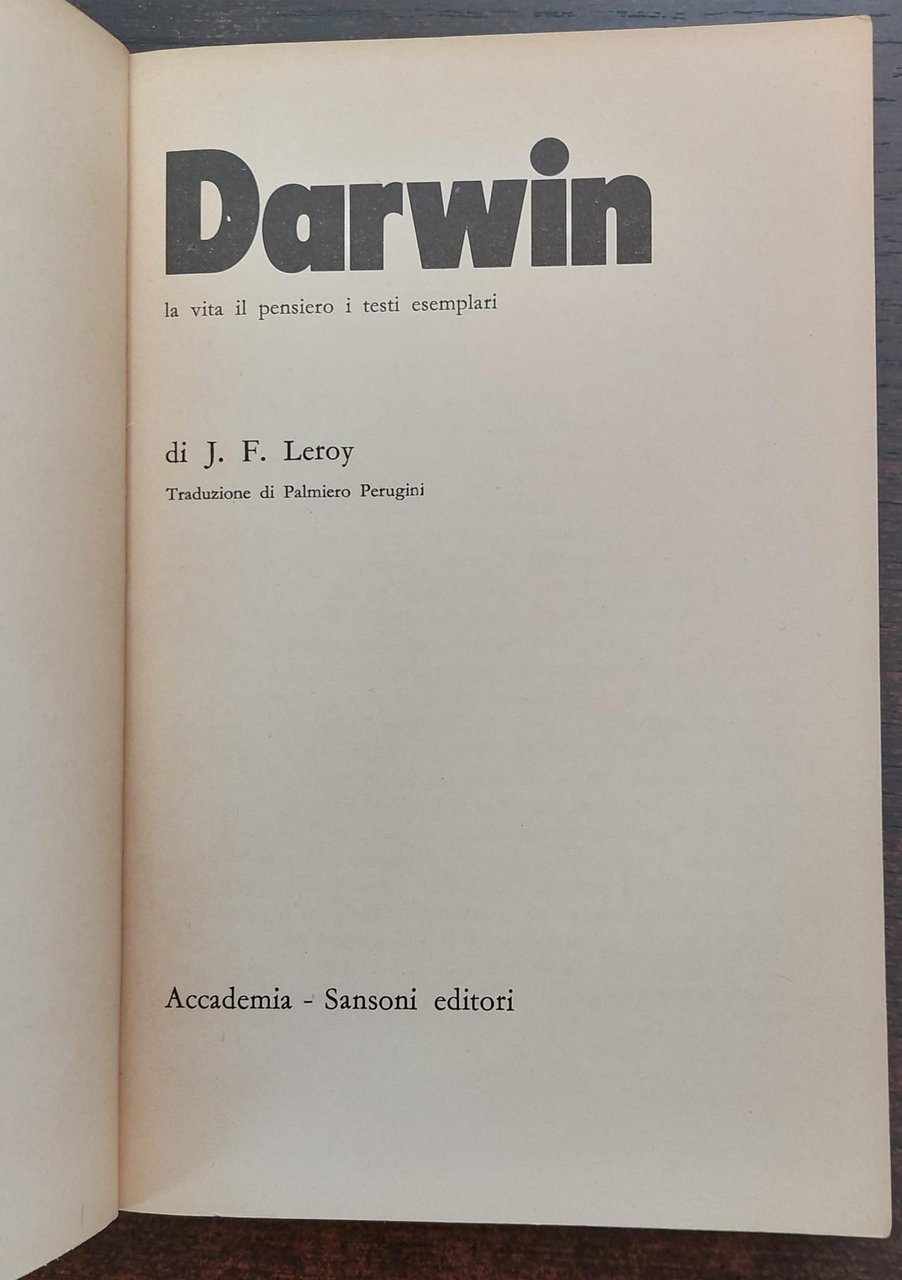 Darwin
la vita il pensiero i testi esemplari
di J. F. Leroy
Traduzione di Palmiero Perugini
Accademia - Sansoni editori